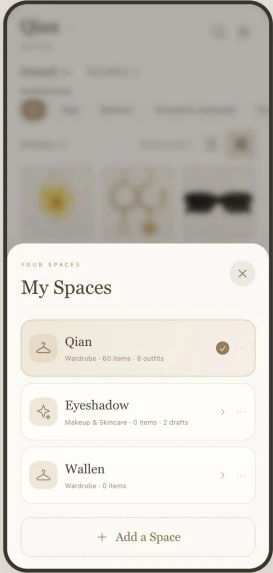 Qian
YOUR SPACES
My Spaces
Qian
Wardrobe · 60 items · 8 outfits
Eyeshadow
Makeup & Skincare · 0 items · 2 drafts
Wallen
Wardrobe · 0 items
+ Add a Space